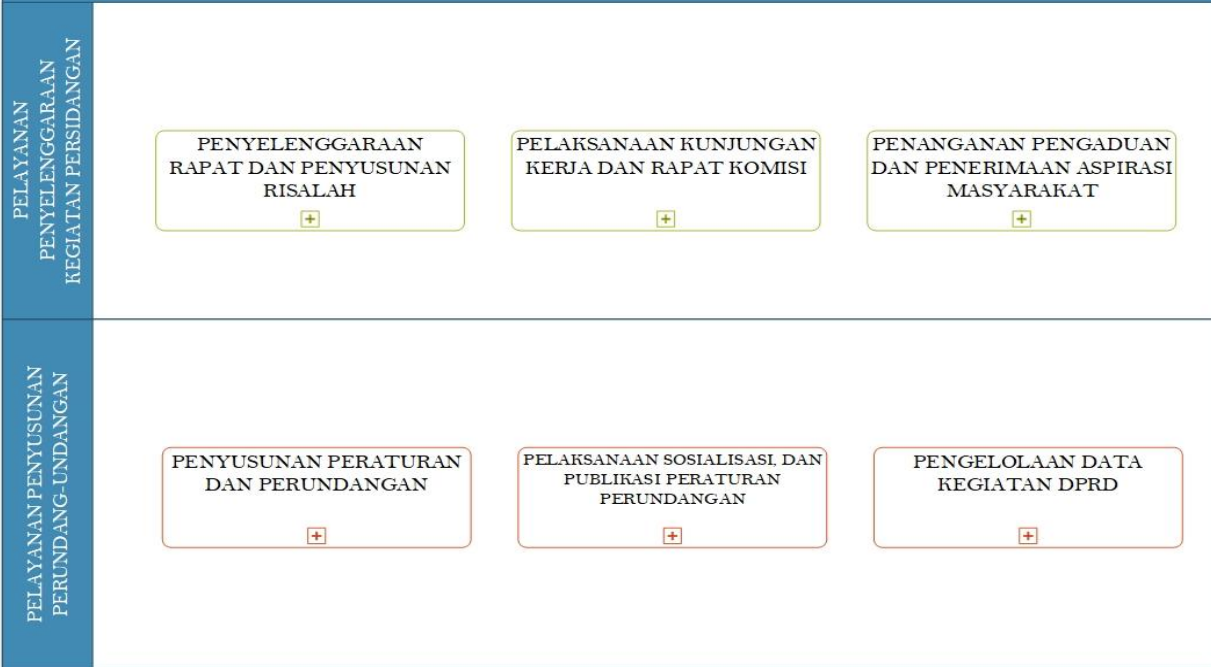 PELAYANAN
PENYELENGGARAAN
KEGIATAN PERSIDANGAN
PENYELENGGARAAN
RAPAT DAN PENYUSUNAN
RISALAH
PELAKSANAAN KUNJUNGAN
KERJA DAN RAPAT KOMISI
PENANGANAN PENGADUAN
DAN PENERIMAAN ASPIRASI
MASYARAKAT
PELAYANAN PENYUSUNAN
PERUNDANG-UNDANGAN
PENYUSUNAN PERATURAN
DAN PERUNDANGAN
PELAKSANAAN SOSIALISASI, DAN
PUBLIKASI PERATURAN
PERUNDANGAN
PENGELOLAAN DATA
KEGIATAN DPRD